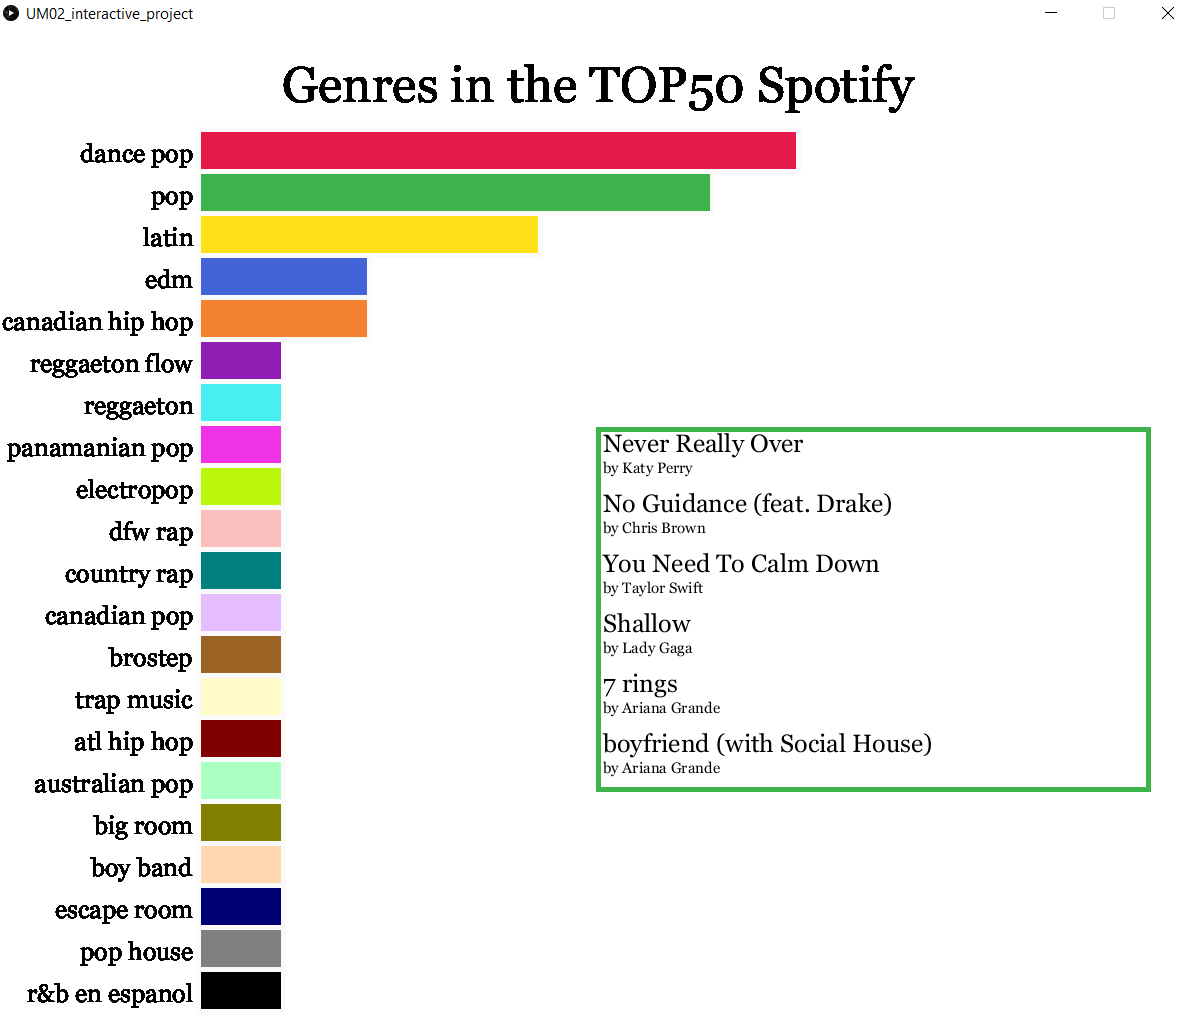 UM02_interactive_project
Genres in the TOP50 Spotify
dance pop
pop
latin
edm
canadian hip hop
reggaeton flow
reggaeton
panamanian pop
electropop
dfw rap
country rap
canadian pop
brostep
trap music
atl hip hop
australian pop
big room
boy band
escape room
pop house
r&b en espanol
Never Really Over
by Katy Perry
No Guidance (feat. Drake)
by Chris Brown
You Need To Calm Down
by Taylor Swift
Shallow
by Lady Gaga
7 rings
by Ariana Grande
boyfriend (with Social House)
by Ariana Grande